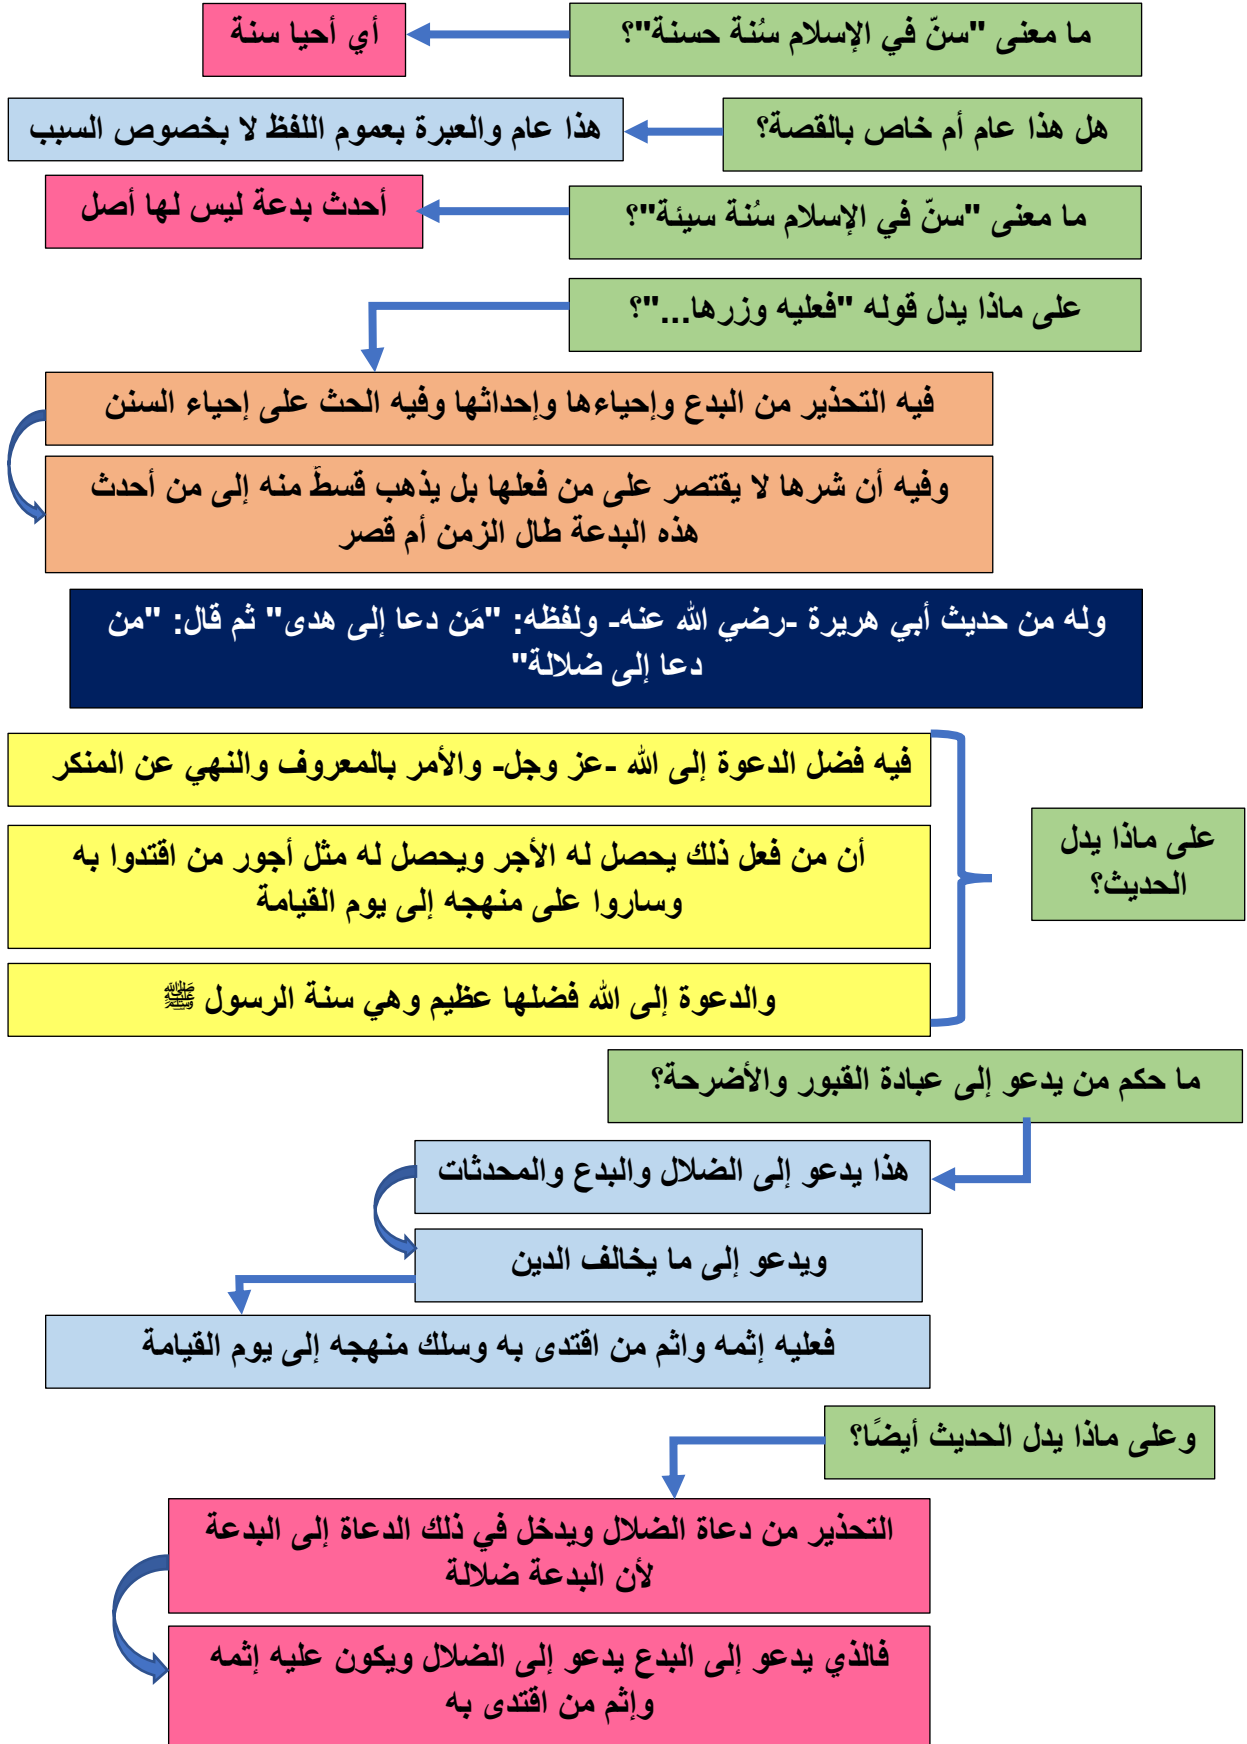 ما معنى "سنّ في الإسلام سُنة حسنة"؟
أي أحيا سنة
هل هذا عام أم خاص بالقصة؟
هذا عام والعبرة بعموم اللفظ لا بخصوص السبب
ما معنى "سنّ في الإسلام سُنة سيئة"؟
أحدث بدعة ليس لها أصل
على ماذا يدل قوله "فعليه وزرها..."؟
فيه التحذير من البدع وإحياءها وإحداثها وفيه الحث على إحياء السنن
وفيه أن شرها لا يقتصر على من فعلها بل يذهب قسطً منه إلى من أحدث
هذه البدعة طال الزمن أم قصر
وله من حديث أبي هريرة -رضي الله عنه- ولفظه: "مَن دعا إلى هدى" ثم قال: "من
دعا إلى ضلالة"
على ماذا يدل
الحديث؟
فيه فضل الدعوة إلى الله -عز وجل- والأمر بالمعروف والنهي عن المنكر
أن من فعل ذلك يحصل له الأجر ويحصل له مثل أجور من اقتدوا به
وساروا على منهجه إلى يوم القيامة
والدعوة إلى الله فضلها عظيم وهي سنة الرسول ﷺ
ما حكم من يدعو إلى عبادة القبور والأضرحة؟
هذا يدعو إلى الضلال والبدع والمحدثات
ويدعو إلى ما يخالف الدين
فعليه إثمه واثم من اقتدى به وسلك منهجه إلى يوم القيامة
وعلى ماذا يدل الحديث أيضًا؟
التحذير من دعاة الضلال ويدخل في ذلك الدعاة إلى البدعة
لأن البدعة ضلالة
فالذي يدعو إلى البدع يدعو إلى الضلال ويكون عليه إثمه
وإثم من اقتدى به